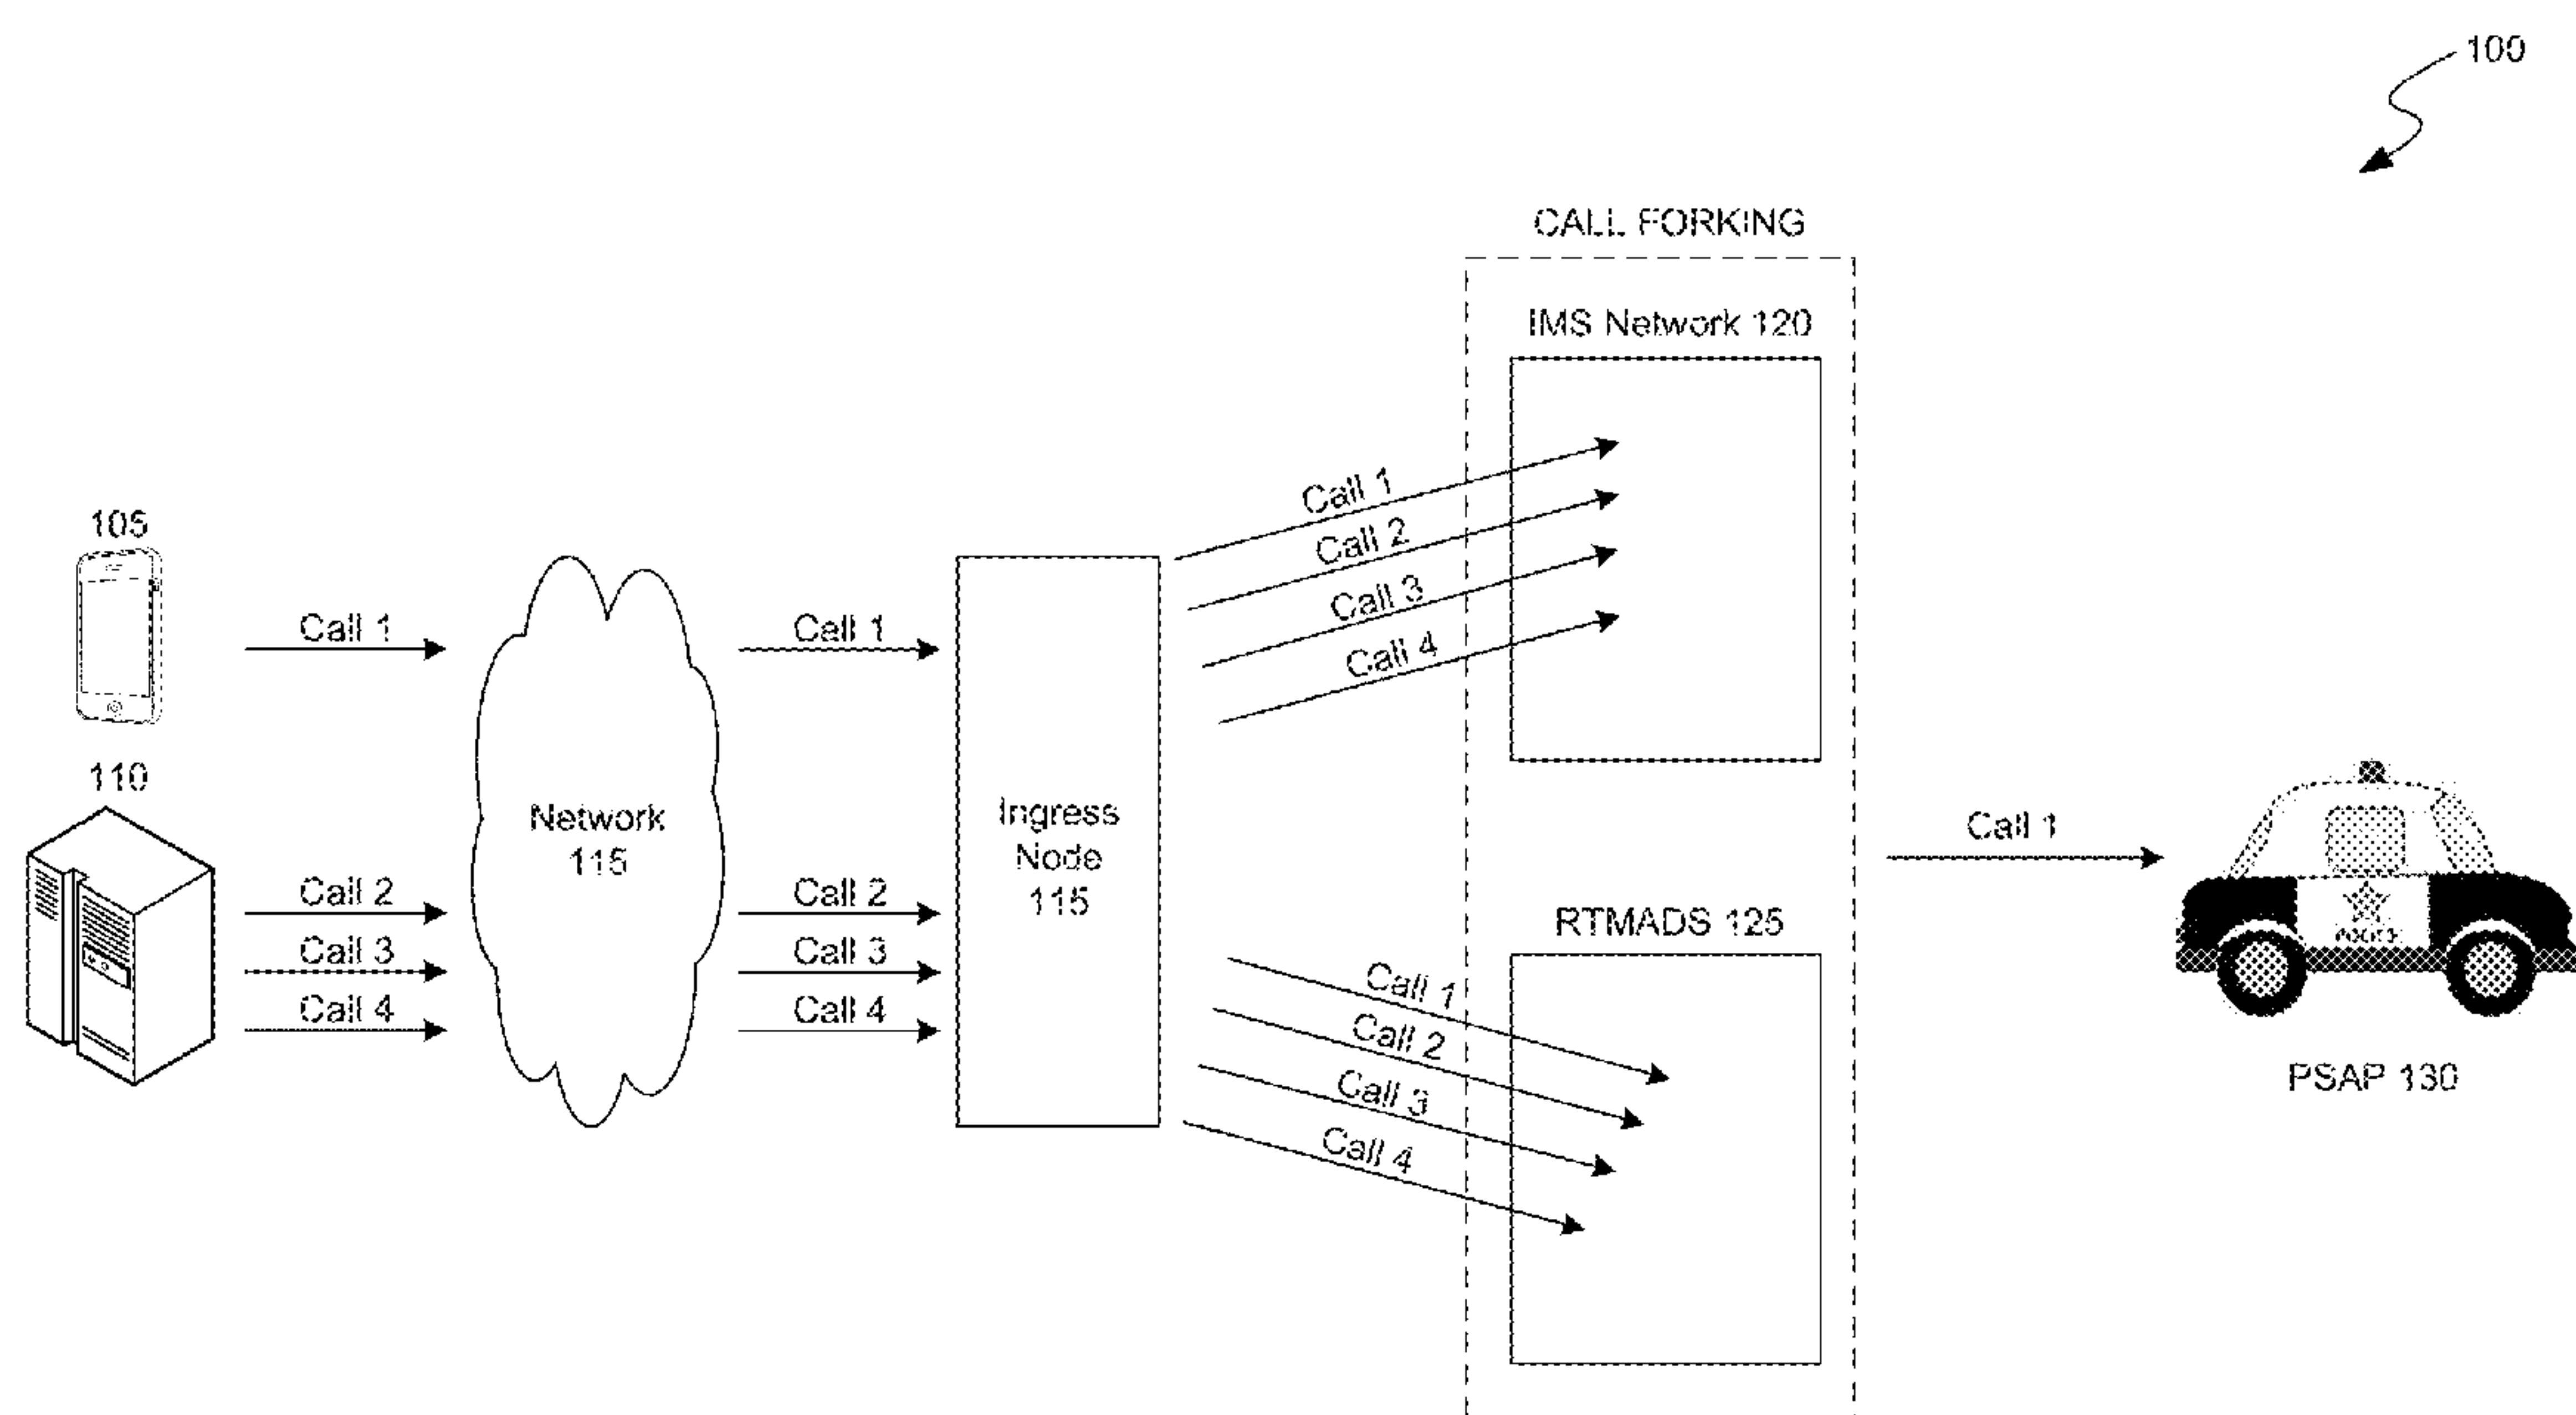 100
CALL FORKING
IMS Network 120
Call 1
Call 2
Call 3
Call 4
105
Call 1
Call 1
110
Call 2
Call 3
Call 4
Network
115
Call 2
Call 3
Call 4
Ingress
Node
115
RTMADS 125
Call 1
Call 2
Call 3
Call 4
Call 1
POLICE
PSAP 130